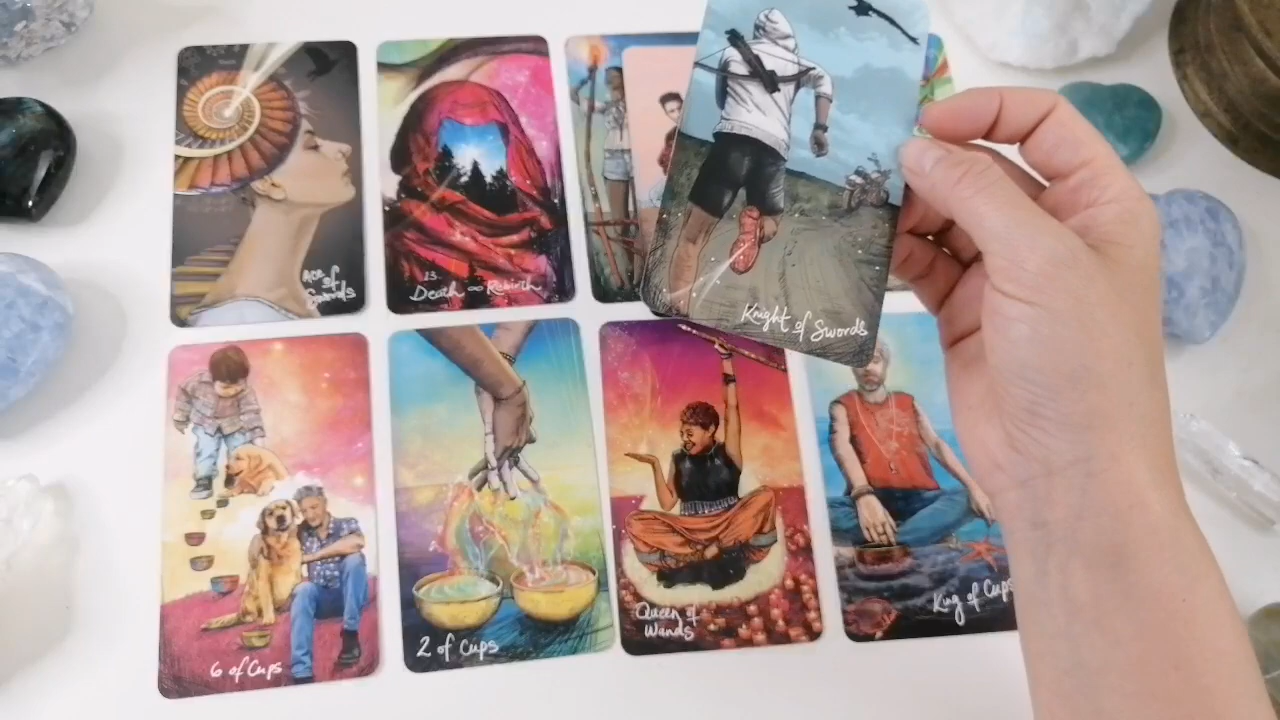 Ace
of
Swords
13.
Death ∞ Rebirth
Knight of Swords
6 of Cups
2 of Cups
Queen of
Wands
King of Cups